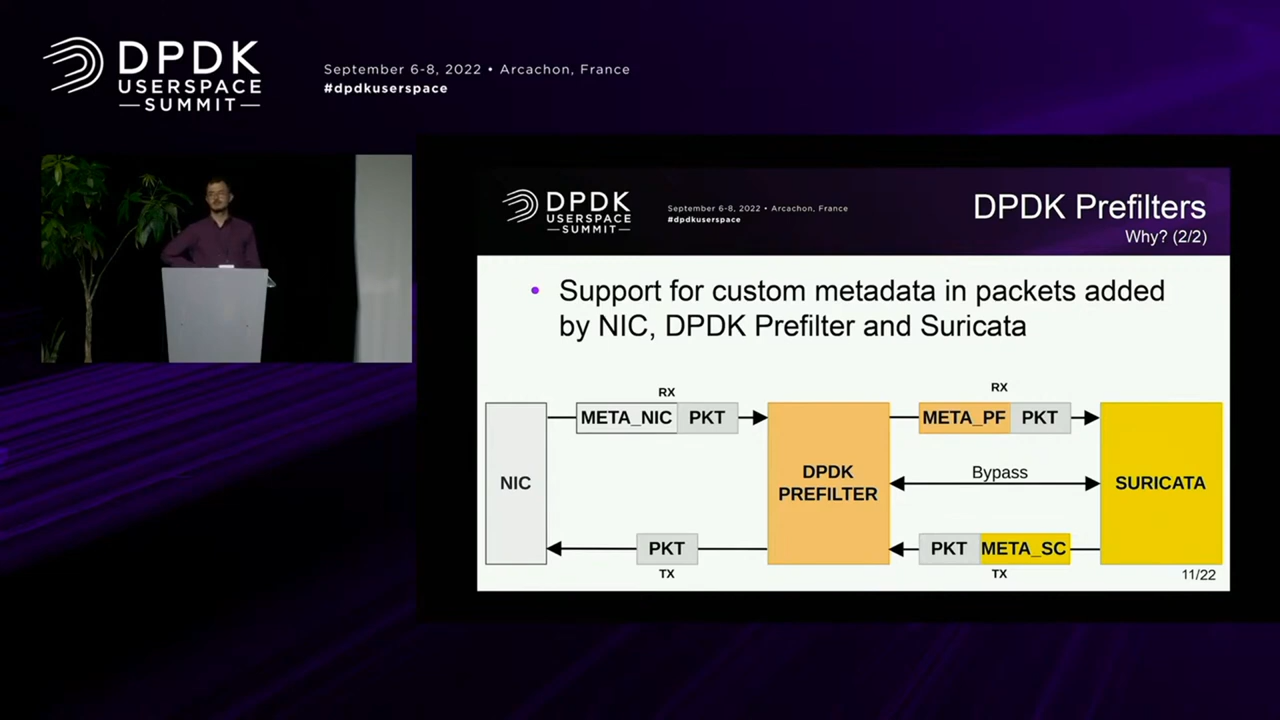 DPDK
USERSPACE
SUMMIT
September 6-8, 2022 • Arcachon, France
#dpdkuserspace
DPDK
USERSPACE
SUMMIT
September 6-8, 2022 • Arcachon, France
#dpdkuserspace
DPDK Prefilters
Why? (2/2)
• Support for custom metadata in packets added
by NIC, DPDK Prefilter and Suricata
RX
RX
META_NIC PKT
META_PF PKT
NIC
DPDK
PREFILTER
Bypass
SURICATA
PKT
PKT META_SC
TX
TX
11/22